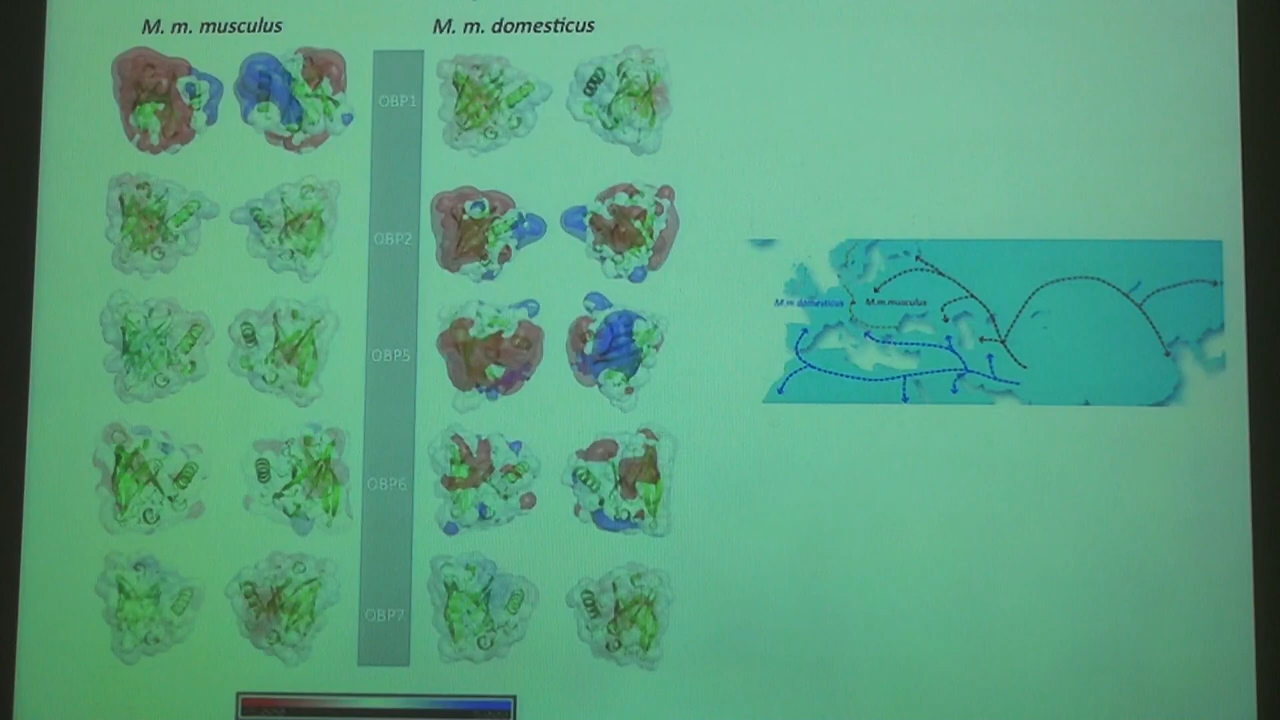 M. m. musculus
M. m. domesticus
OBP1
OBP2
OBP5
OBP6
OBP7
M.m.domesticus
M.m.musculus